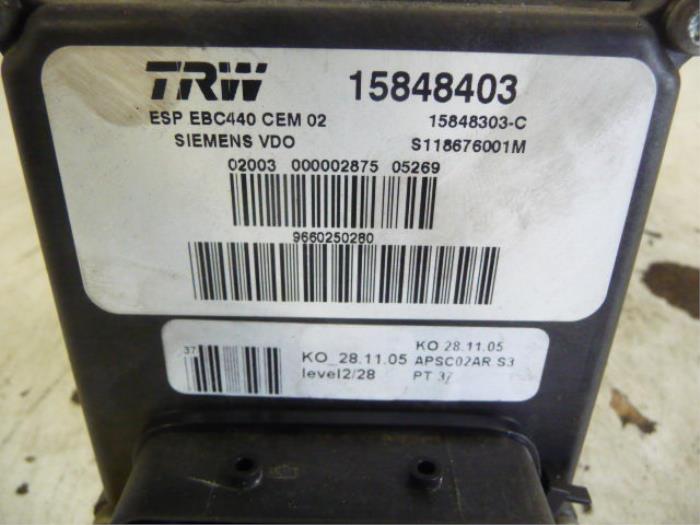 TRW 15848403
ESP EBC440 CEM 02 15848303-C
SIEMENS VDO S118676001M
02003 000002875 05269
9660250280
37
KO_28.11.05
level2/28
KO 28.11.05
APSC02AR S3
PT 37